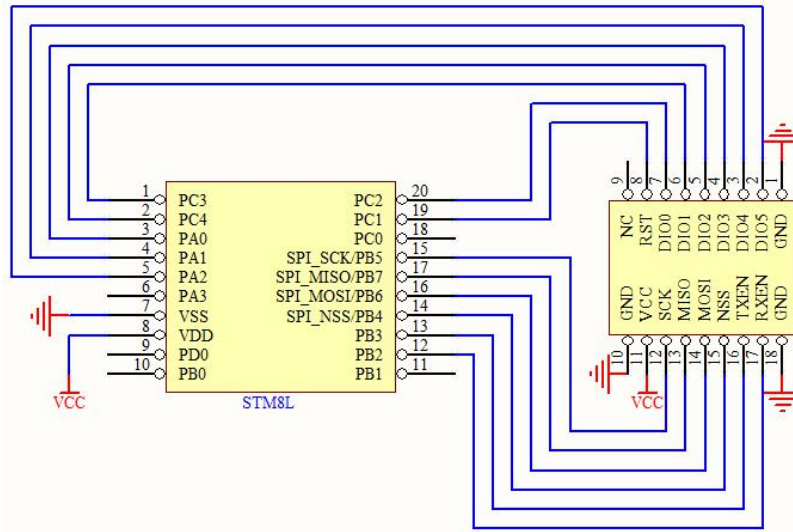 1 PC3 PC2 20
2 PC4 PC1 19
3 PA0 PC0 18
4 PA1 SPI_SCK/PB5 15
5 PA2 SPI_MISO/PB7 17
6 PA3 SPI_MOSI/PB6 16
7 VSS SPI_NSS/PB4 14
8 VDD PB3 13
9 PD0 PB2 12
10 PB0 PB1 11
VCC
STM8L
9 8 7 6 5 4 3 2 1
NC RST DIO0 DIO1 DIO2 DIO3 DIO4 DIO5 GND
GND VCC SCK MISO MOSI NSS TXEN RXEN GND
10 11 12 13 14 15 16 17 18
VCC